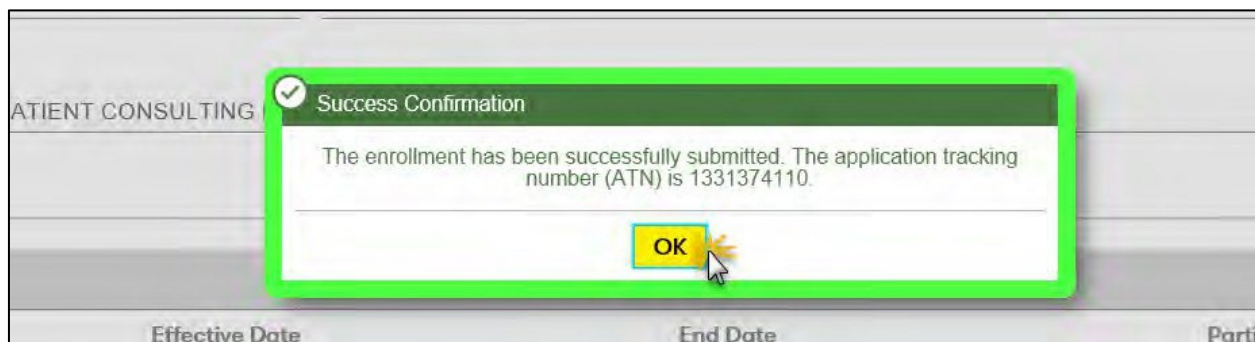 ATIENT CONSULTING
Success Confirmation
The enrollment has been successfully submitted. The application tracking
number (ATN) is 1331374110.
OK
Effective Date End Date Parti